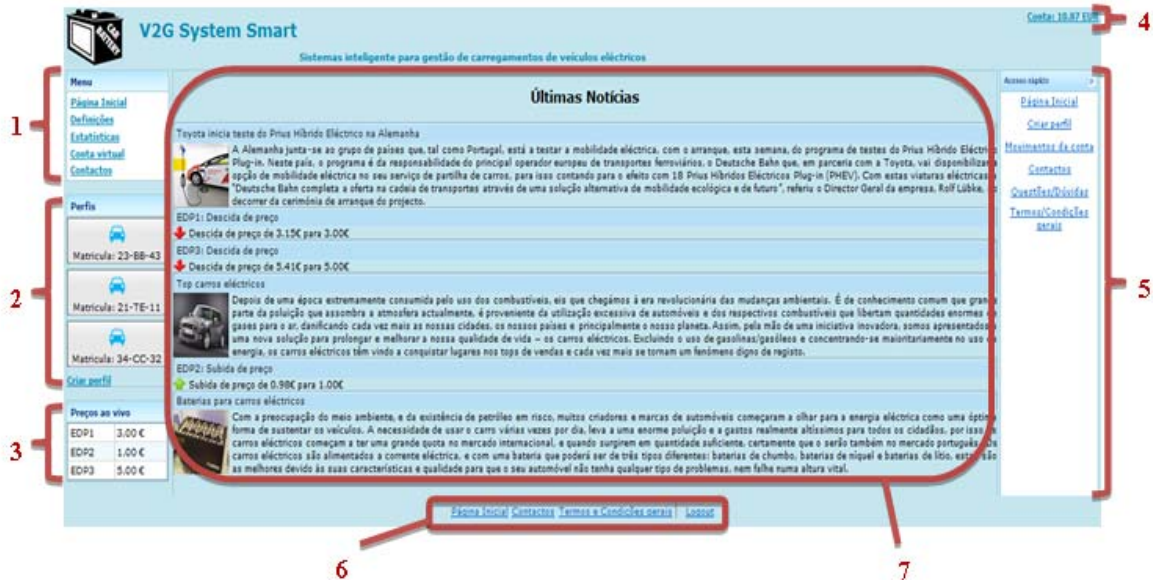 V2G System Smart
Sistemas inteligente para gestão de carregamentos de veículos eléctricos
Conta: 10.87 EUR
4
1
Menu
Página Inicial
Definições
Estatísticas
Conta virtual
Contactos
2
Perfis
Matricula: 23-BB-43
Matricula: 21-TE-11
Matricula: 34-CC-32
Criar perfil
3
Preços ao vivo
EDP1 3.00 €
EDP2 1.00 €
EDP3 5.00 €
Últimas Notícias
Toyota inicia teste do Prius Híbrido Eléctrico na Alemanha
A Alemanha junta-se ao grupo de países que, tal como Portugal, está a testar a mobilidade eléctrica, com o arranque, esta semana, do programa de testes do Prius Híbrido Eléctrico
Plug-in. Neste país, o programa é da responsabilidade do principal operador europeu de transportes ferroviários, o Deutsche Bahn que, em parceria com a Toyota, vai disponibilizar a
opção de mobilidade eléctrica no seu serviço de partilha de carros, para isso contando para o efeito com 18 Prius Híbridos Eléctricos Plug-in (PHEV). Com estas viaturas eléctricas a
"Deutsche Bahn completa a oferta na cadeia de transportes através de uma solução alternativa de mobilidade ecológica e de futuro", referiu o Director Geral da empresa, Rolf Lübke,
decorrer da cerimónia de arranque do projecto.
EDP1: Descida de preço
Descida de preço de 3.15€ para 3.00€
EDP3: Descida de preço
Descida de preço de 5.41€ para 5.00€
Top carros eléctricos
Depois de uma época extremamente consumida pelo uso dos combustíveis, eis que chegámos à era revolucionária das mudanças ambientais. É de conhecimento comum que grande
parte da poluição que assombra a atmosfera actualmente, é proveniente da utilização excessiva de automóveis e dos respectivos combustíveis que libertam quantidades enormes de
gases para o ar, danificando cada vez mais as nossas cidades, os nossos países e principalmente o nosso planeta. Assim, pela mão de uma iniciativa inovadora, somos apresentados a
uma nova solução para prolongar e melhorar a nossa qualidade de vida – os carros eléctricos. Excluindo o uso de gasolinas/gasóleos e concentrando-se maioritariamente no uso da
energia, os carros eléctricos têm vindo a conquistar lugares nos tops de vendas e cada vez mais se tornam um fenómeno digno de registo.
EDP2: Subida de preço
Subida de preço de 0.98€ para 1.00€
Baterias para carros eléctricos
Com a preocupação do meio ambiente, e da existência de petróleo em risco, muitos criadores e marcas de automóveis começaram a olhar para a energia eléctrica como uma óptima
forma de sustentar os veículos. A necessidade de usar o carro várias vezes por dia, leva a uma enorme poluição e a gastos realmente altíssimos para todos os cidadãos, por isso os
carros eléctricos começam a ter uma grande quota no mercado internacional, e quando surgirem em quantidade suficiente, certamente que o serão também no mercado português. Os
carros eléctricos são alimentados a corrente eléctrica, e com uma bateria que poderá ser de três tipos diferentes: baterias de chumbo, baterias de níquel e baterias de lítio, estas são
as melhores devido às suas características e qualidade para que o seu automóvel não tenha qualquer tipo de problemas, nem falhe numa altura vital.
Acesso rápido
Página Inicial
Criar perfil
Movimentos da conta
Contactos
Questões/Dúvidas
Termos/Condições
gerais
5
Página Inicial Contactos Termos e Condições gerais Logout
6
7
CAR
BATTERY